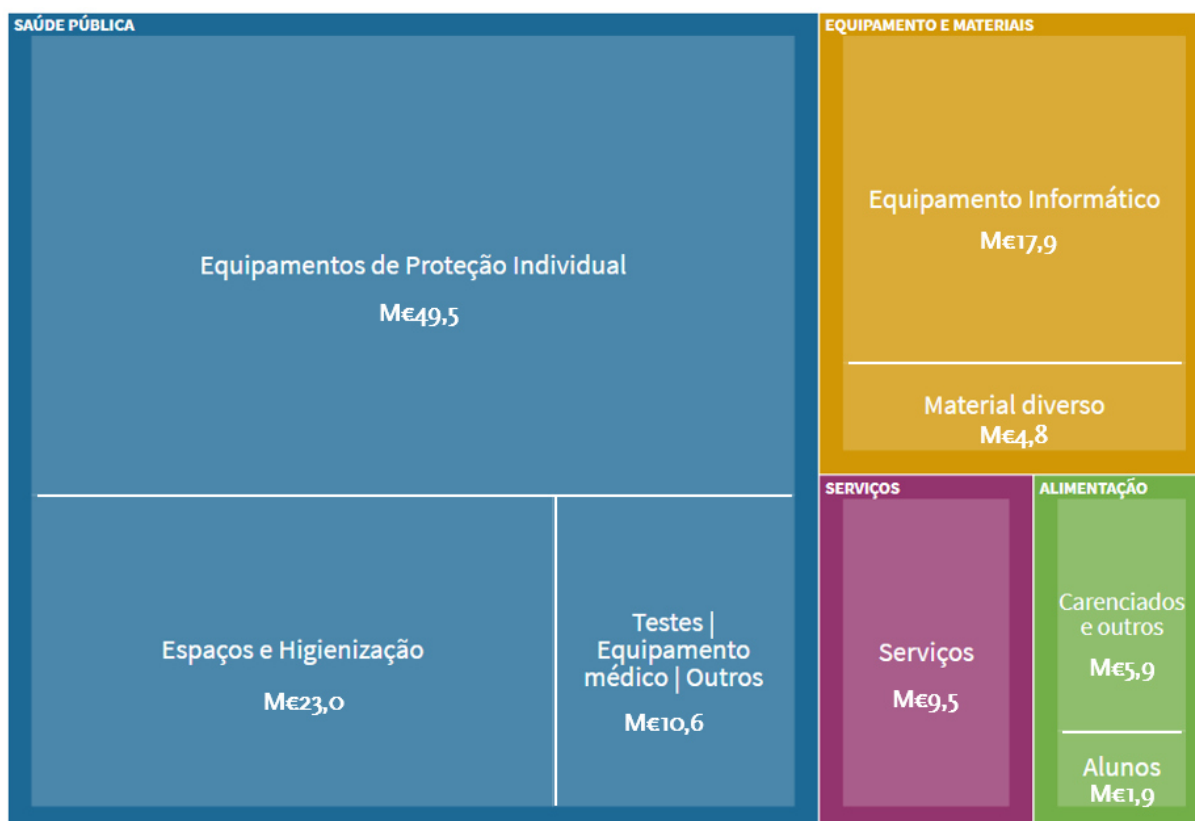 SAÚDE PÚBLICA
Equipamentos de Proteção Individual
M€49,5
Espaços e Higienização
M€23,0
Testes |
Equipamento
médico | Outros
M€10,6
EQUIPAMENTO E MATERIAIS
Equipamento Informático
M€17,9
Material diverso
M€4,8
SERVIÇOS
Serviços
M€9,5
ALIMENTAÇÃO
Carenciados
e outros
M€5,9
Alunos
M€1,9